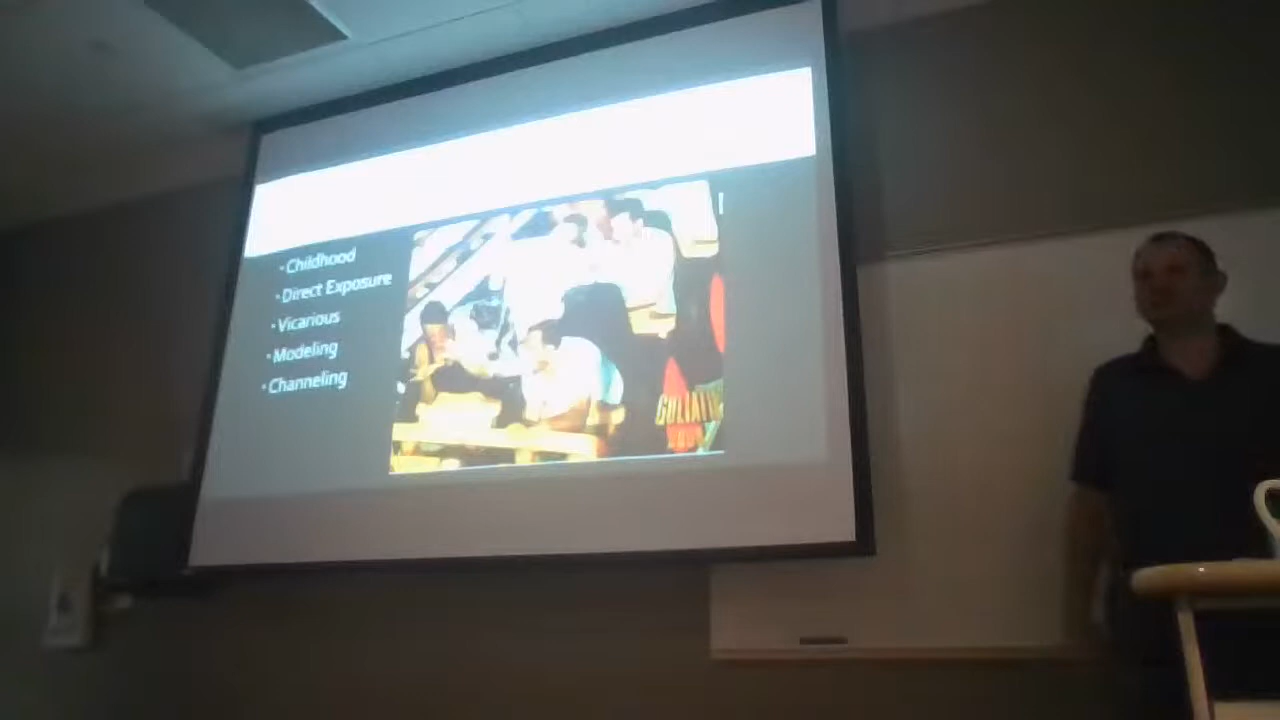 • Childhood
• Direct Exposure
• Vicarious
• Modeling
• Channeling
GOLIATH